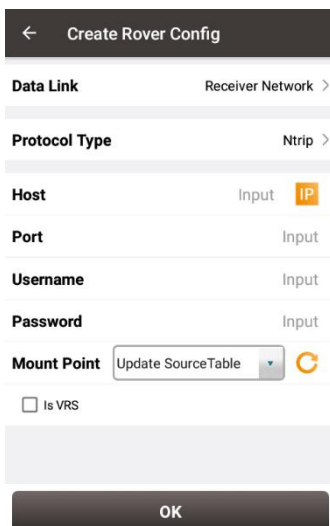 Create Rover Config
Data Link Receiver Network
Protocol Type Ntrip
Host Input IP
Port Input
Username Input
Password Input
Mount Point Update SourceTable
Is VRS
OK